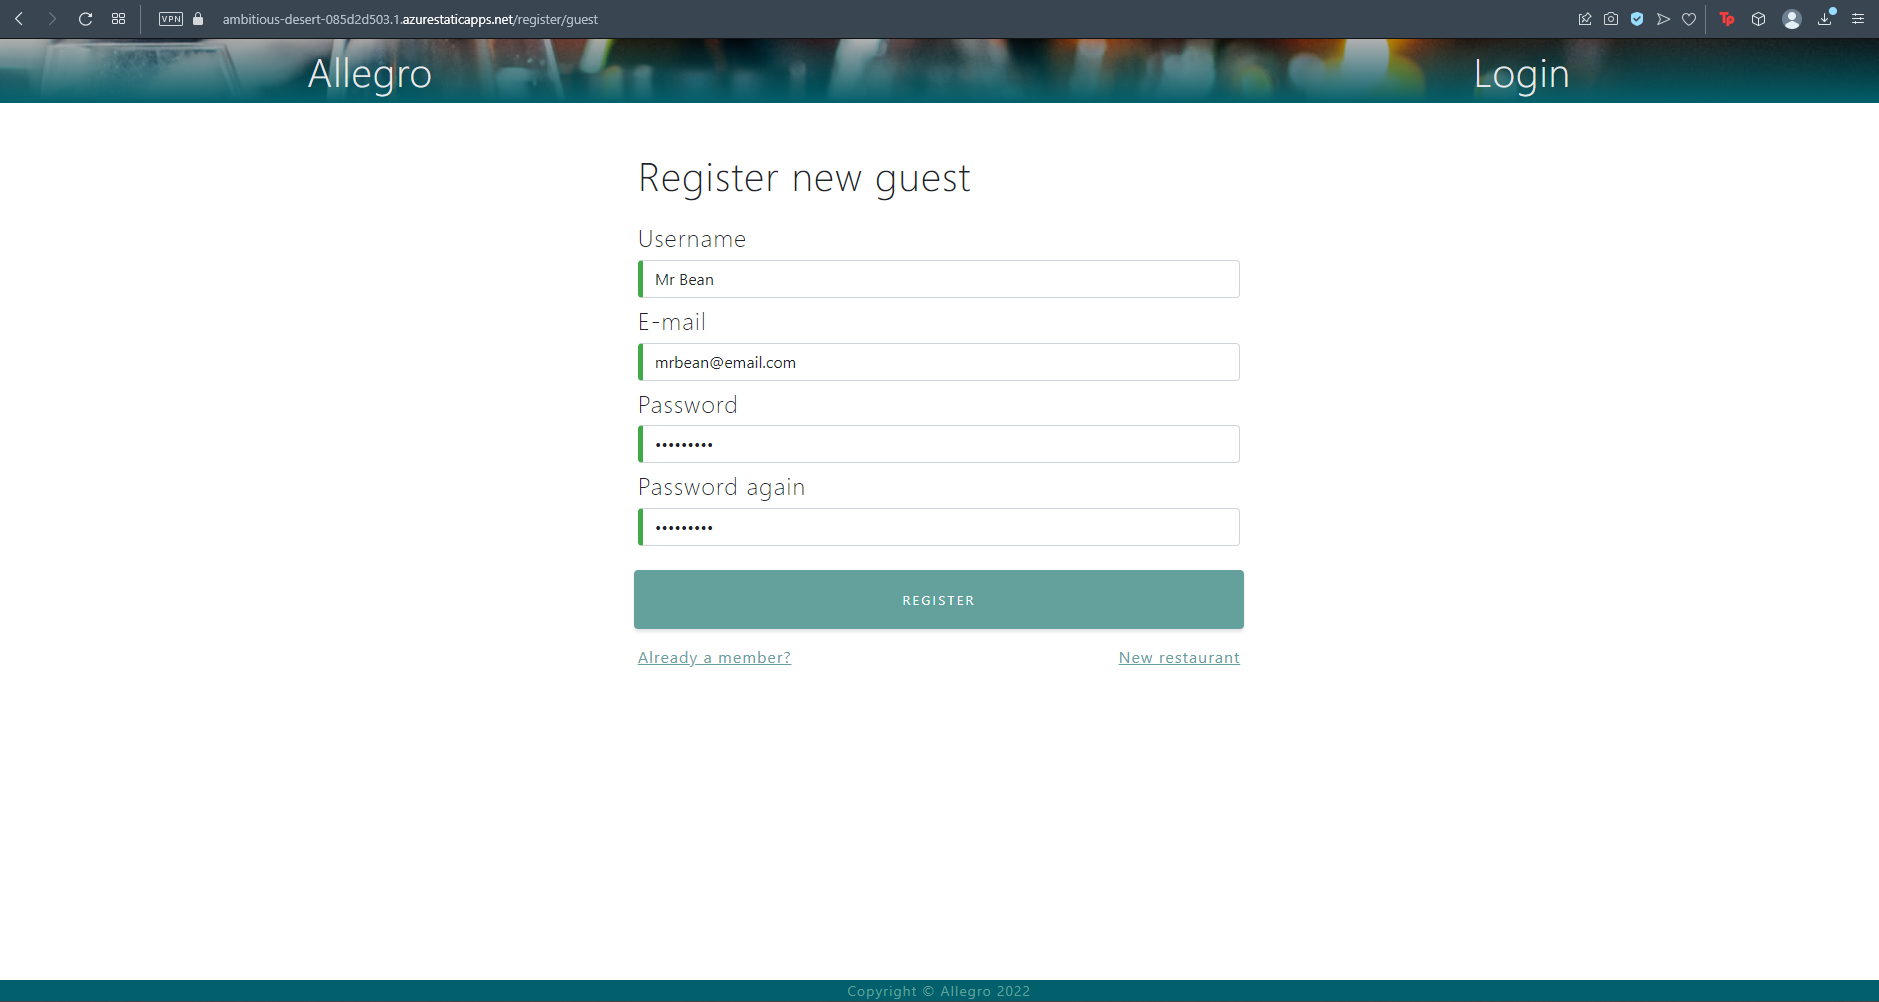 VPN ambitious-desert-085d2d503.1.azurestaticapps.net/register/guest Tp
Allegro Login
Register new guest
Username
Mr Bean
E-mail
mrbean@email.com
Password
•••••••••
Password again
•••••••••
REGISTER
Already a member? New restaurant
Copyright © Allegro 2022